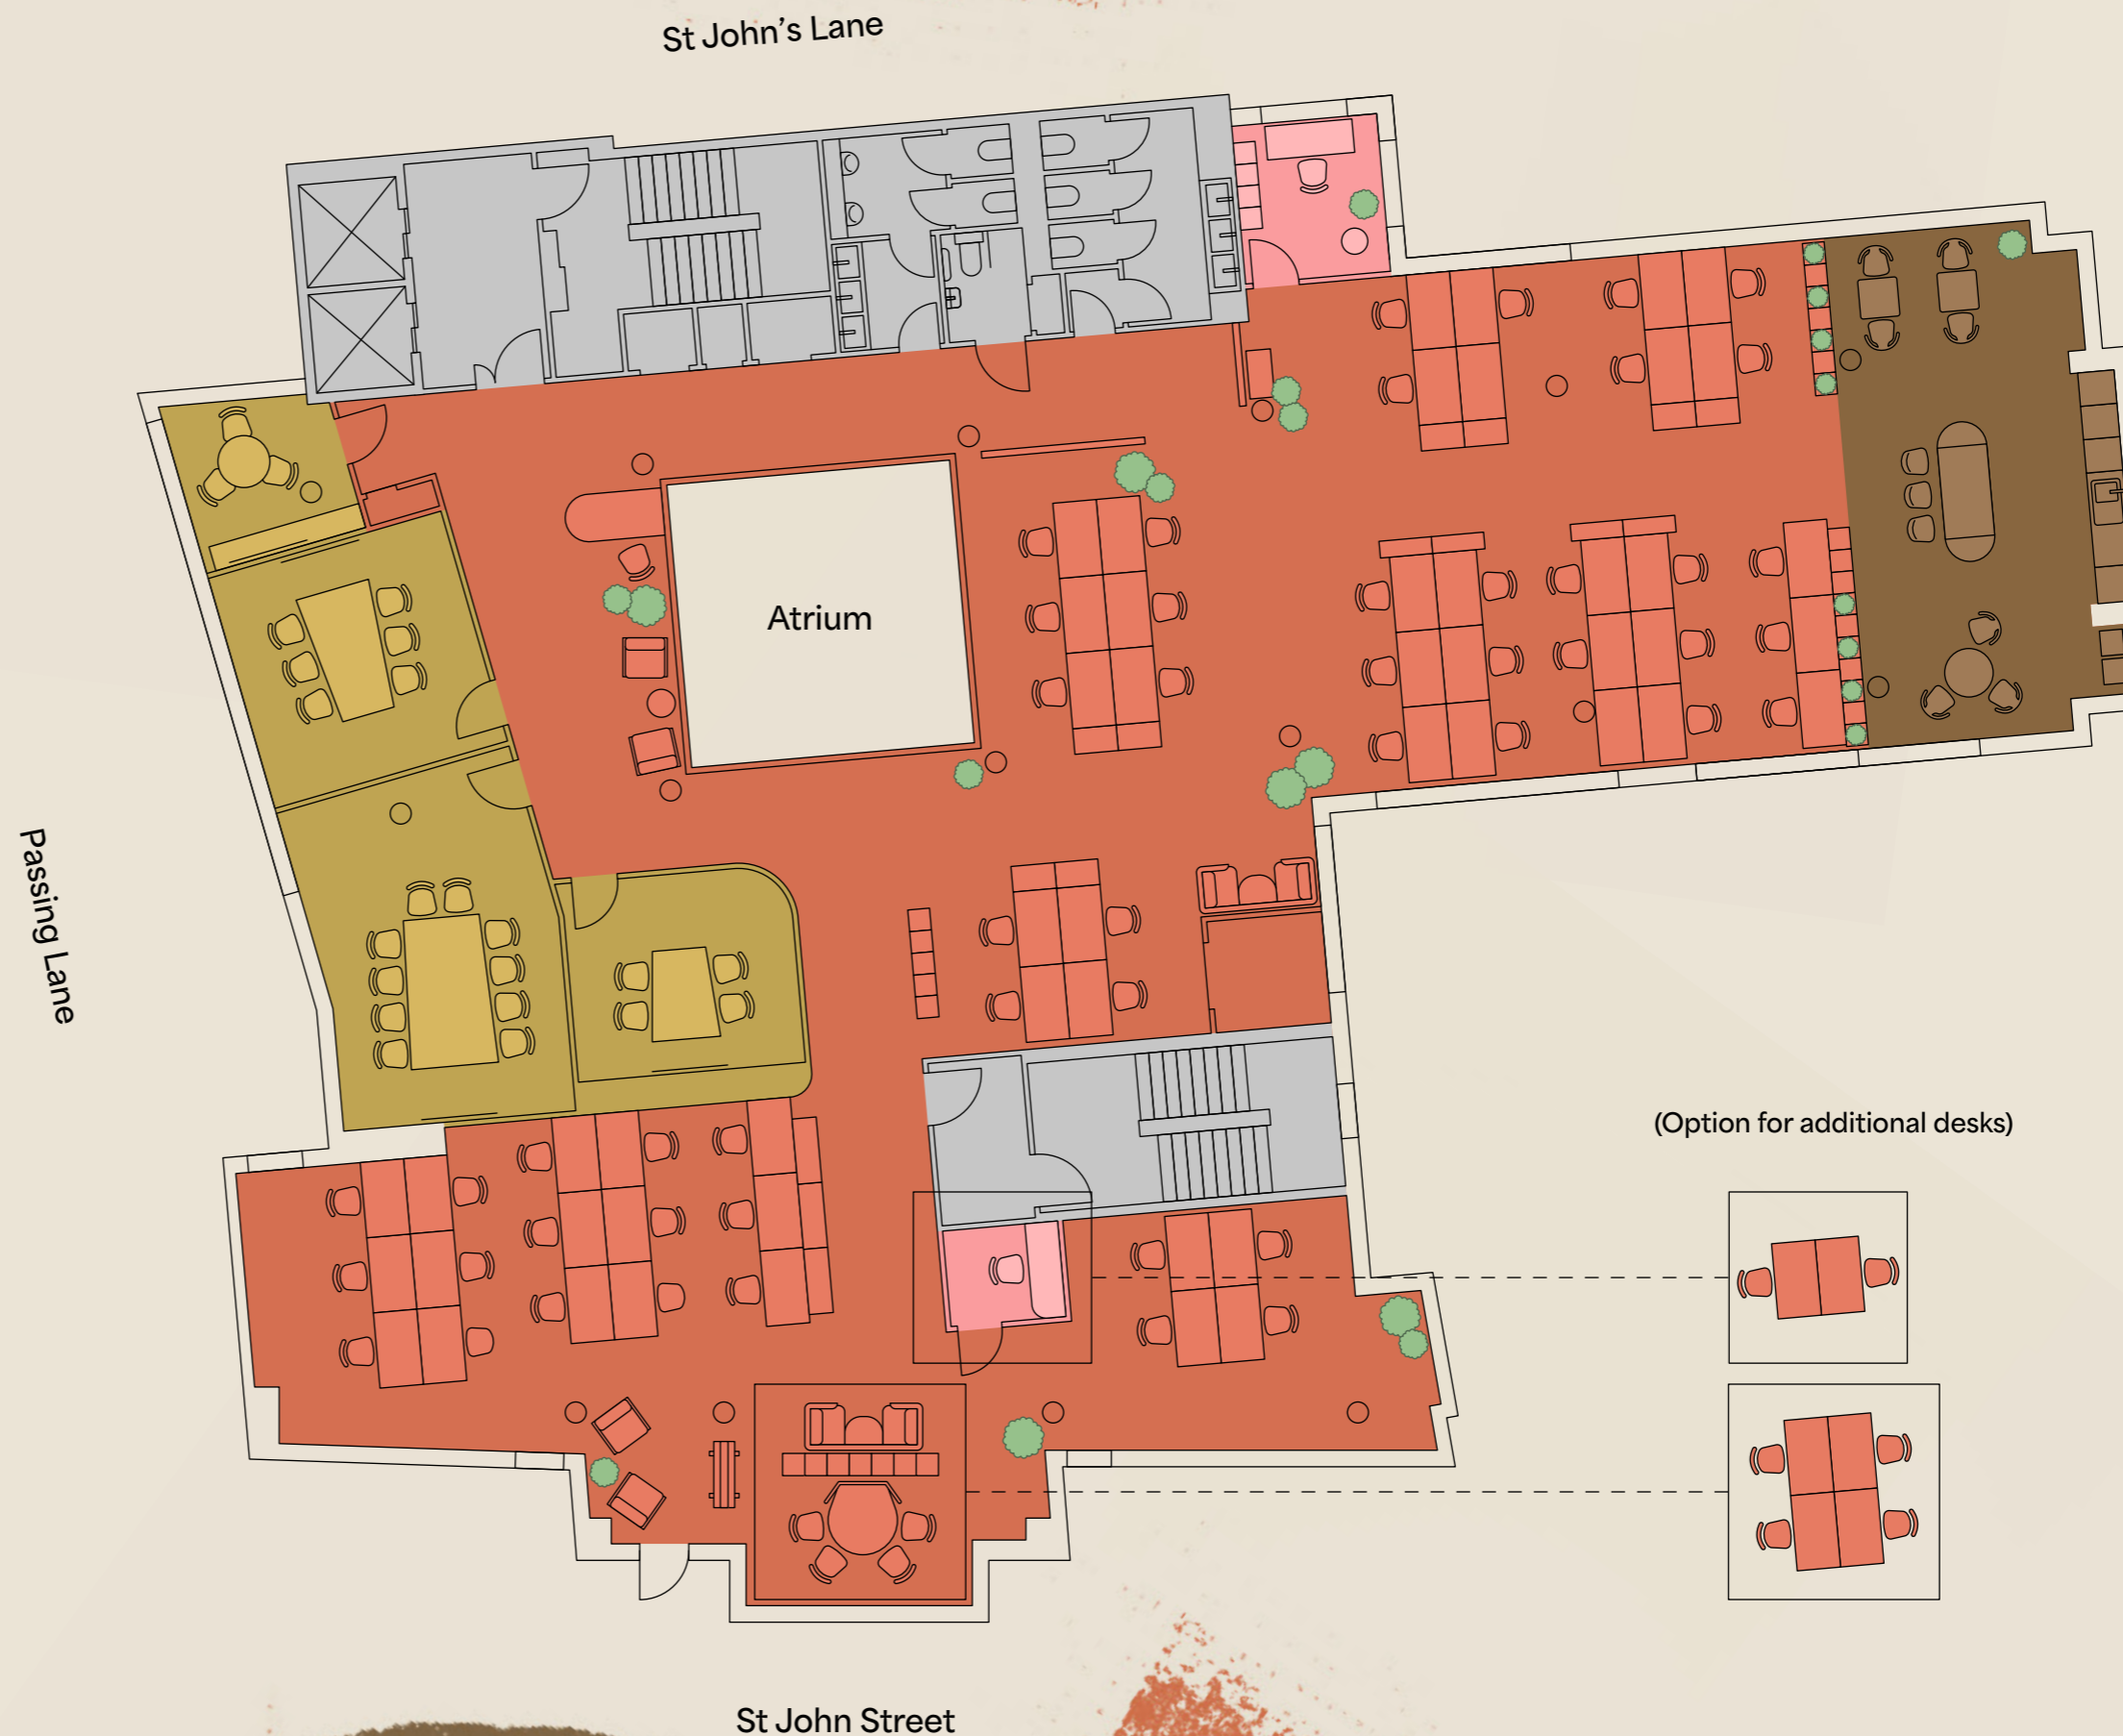 St John’s Lane
Atrium
Passing Lane
(Option for additional desks)
St John Street